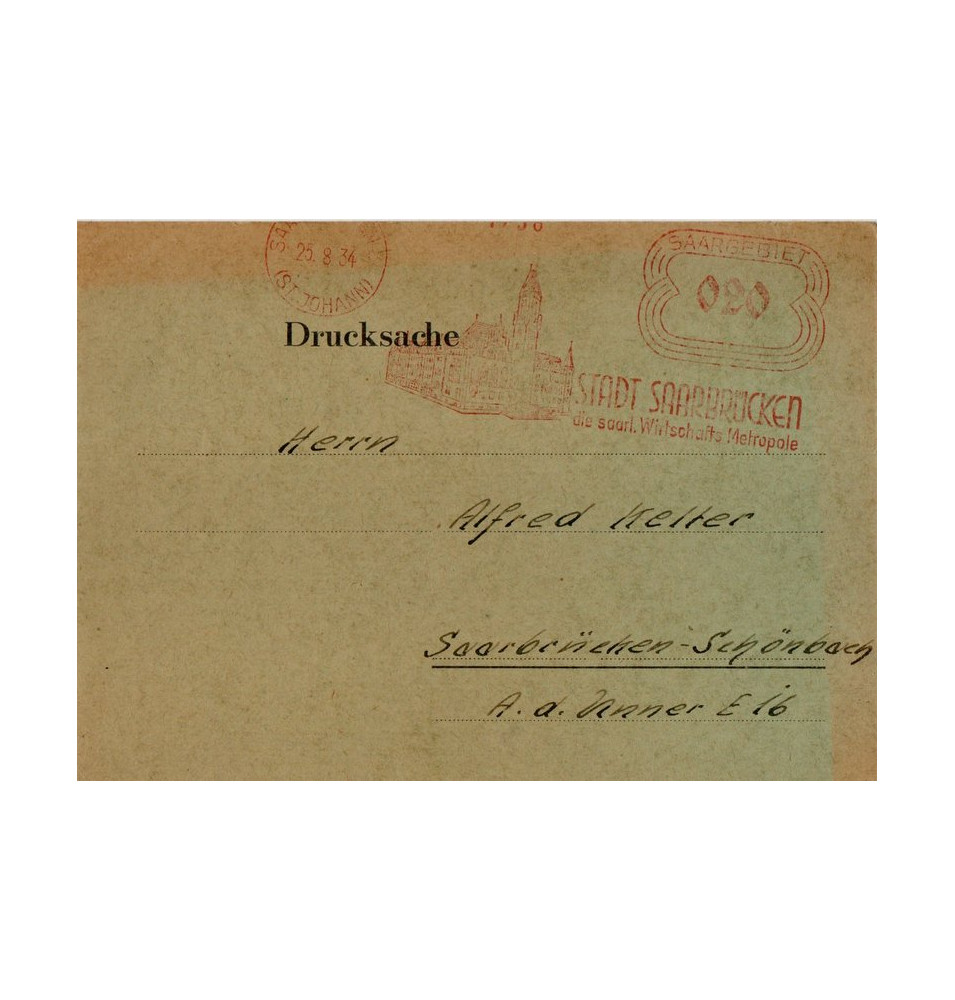 25.8.34
(ST. JOHANN)
SAARGEBIET
020
Drucksache
STADT SAARBRÜCKEN
die saarl. Wirtschafts Metropole
Herrn
Alfred Kelter
Saarbrücken-Schönbach
A. d. E 16